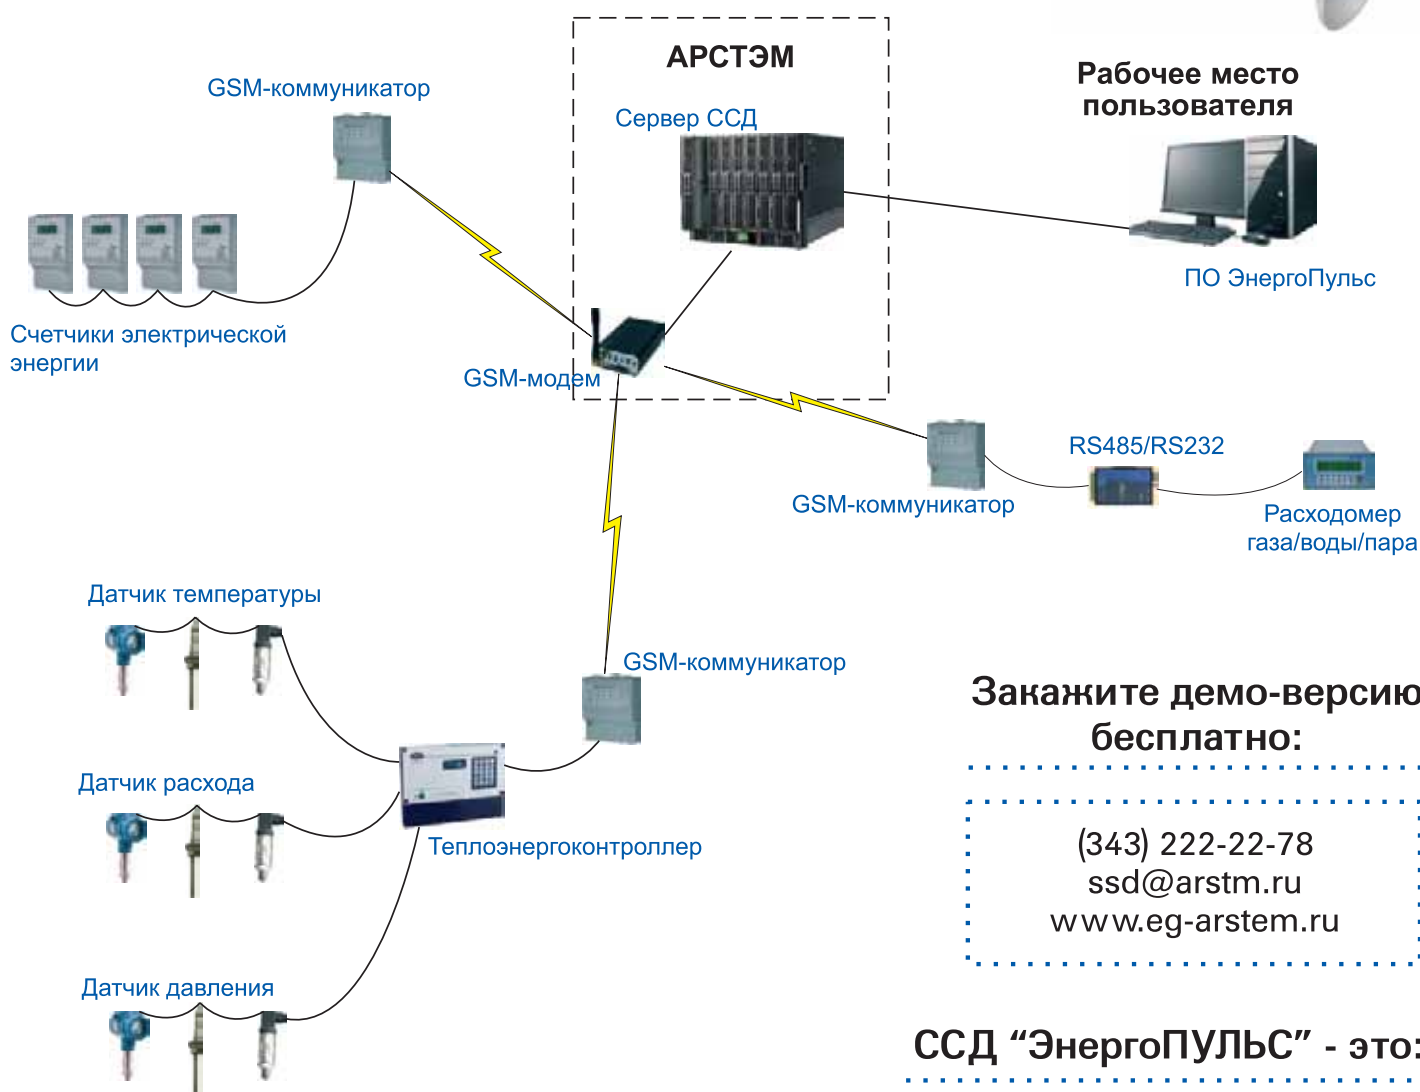 АРСТЭМ
GSM-коммуникатор
Сервер ССД
Рабочее место
пользователя
ПО ЭнергоПульс
Счетчики электрической
энергии
GSM-модем
RS485/RS232
GSM-коммуникатор
Расходомер
газа/воды/пара
Датчик температуры
GSM-коммуникатор
Датчик расхода
Теплоэнергоконтроллер
Датчик давления
Закажите демо-версию
бесплатно:
(343) 222-22-78
ssd@arstm.ru
www.eg-arstem.ru
ССД “ЭнергоПУЛЬС” - это: